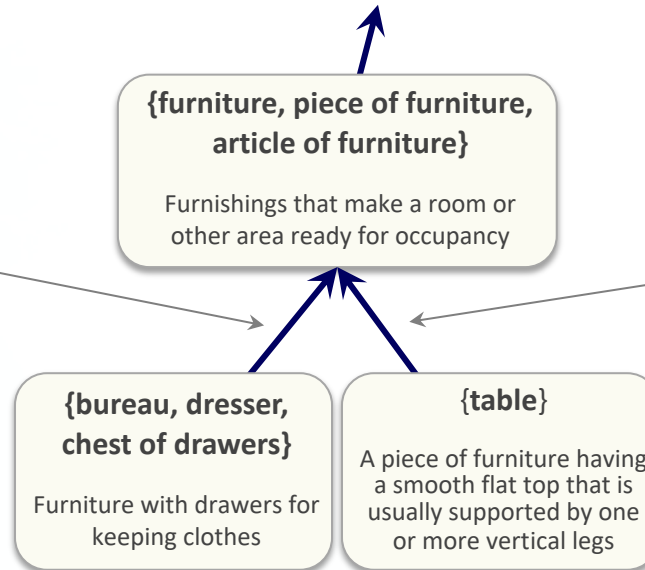 {furniture, piece of furniture,
article of furniture}
Furnishings that make a room or
other area ready for occupancy
{bureau, dresser,
chest of drawers}
Furniture with drawers for
keeping clothes
{table}
A piece of furniture having
a smooth flat top that is
usually supported by one
or more vertical legs